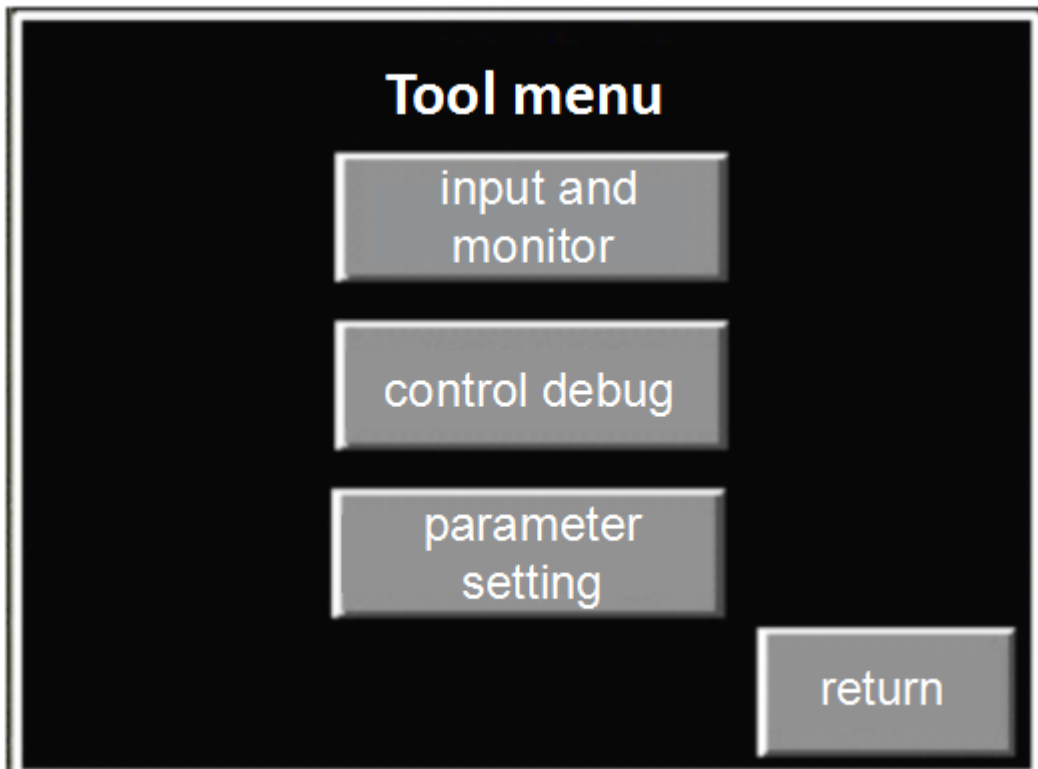 Tool menu
input and
monitor
control debug
parameter
setting
return